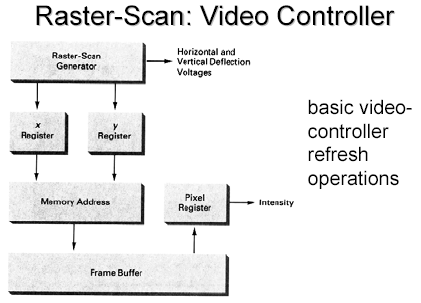 Raster-Scan: Video Controller
Raster-Scan
Generator
Horizontal and
Vertical Deflection
Voltages
x
Register
y
Register
basic video-
controller
refresh
operations
Memory Address
Pixel
Register
Intensity
Frame Buffer